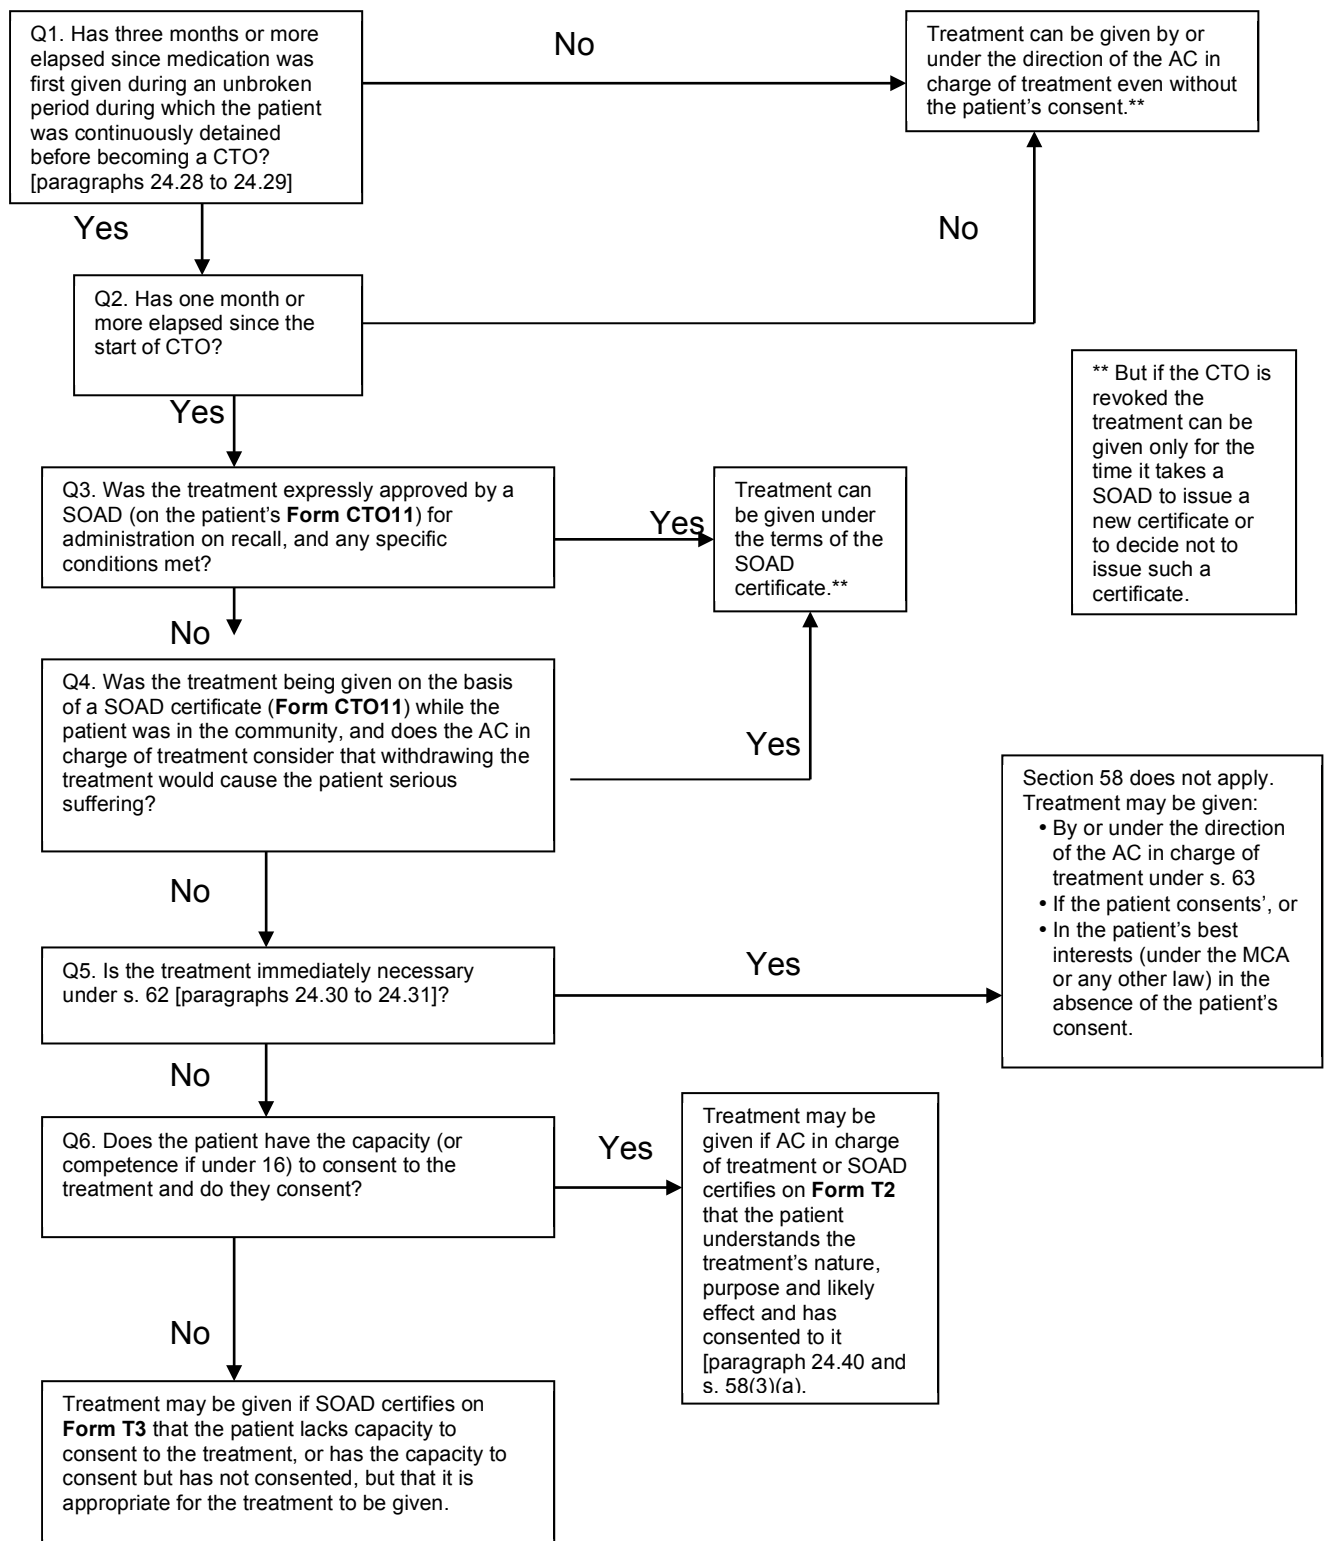 Q1. Has three months or more
elapsed since medication was
first given during an unbroken
period during which the patient
was continuously detained
before becoming a CTO?
[paragraphs 24.28 to 24.29]
No
Treatment can be given by or
under the direction of the AC in
charge of treatment even without
the patient’s consent.**
Yes
No
Q2. Has one month or
more elapsed since the
start of CTO?
** But if the CTO is
revoked the
treatment can be
given only for the
time it takes a
SOAD to issue a
new certificate or
to decide not to
issue such a
certificate.
Yes
Q3. Was the treatment expressly approved by a
SOAD (on the patient’s Form CTO11) for
administration on recall, and any specific
conditions met?
Yes
Treatment can
be given under
the terms of the
SOAD
certificate.**
No
Q4. Was the treatment being given on the basis
of a SOAD certificate (Form CTO11) while the
patient was in the community, and does the AC in
charge of treatment consider that withdrawing the
treatment would cause the patient serious
suffering?
Yes
Section 58 does not apply.
Treatment may be given:
• By or under the direction
of the AC in charge of
treatment under s. 63
• If the patient consents’, or
• In the patient’s best
interests (under the MCA
or any other law) in the
absence of the patient’s
consent.
No
Q5. Is the treatment immediately necessary
under s. 62 [paragraphs 24.30 to 24.31]?
Yes
No
Q6. Does the patient have the capacity (or
competence if under 16) to consent to the
treatment and do they consent?
Yes
Treatment may be
given if AC in charge
of treatment or SOAD
certifies on Form T2
that the patient
understands the
treatment’s nature,
purpose and likely
effect and has
consented to it
[paragraph 24.40 and
s. 58(3)(a).
No
Treatment may be given if SOAD certifies on
Form T3 that the patient lacks capacity to
consent to the treatment, or has the capacity to
consent but has not consented, but that it is
appropriate for the treatment to be given.